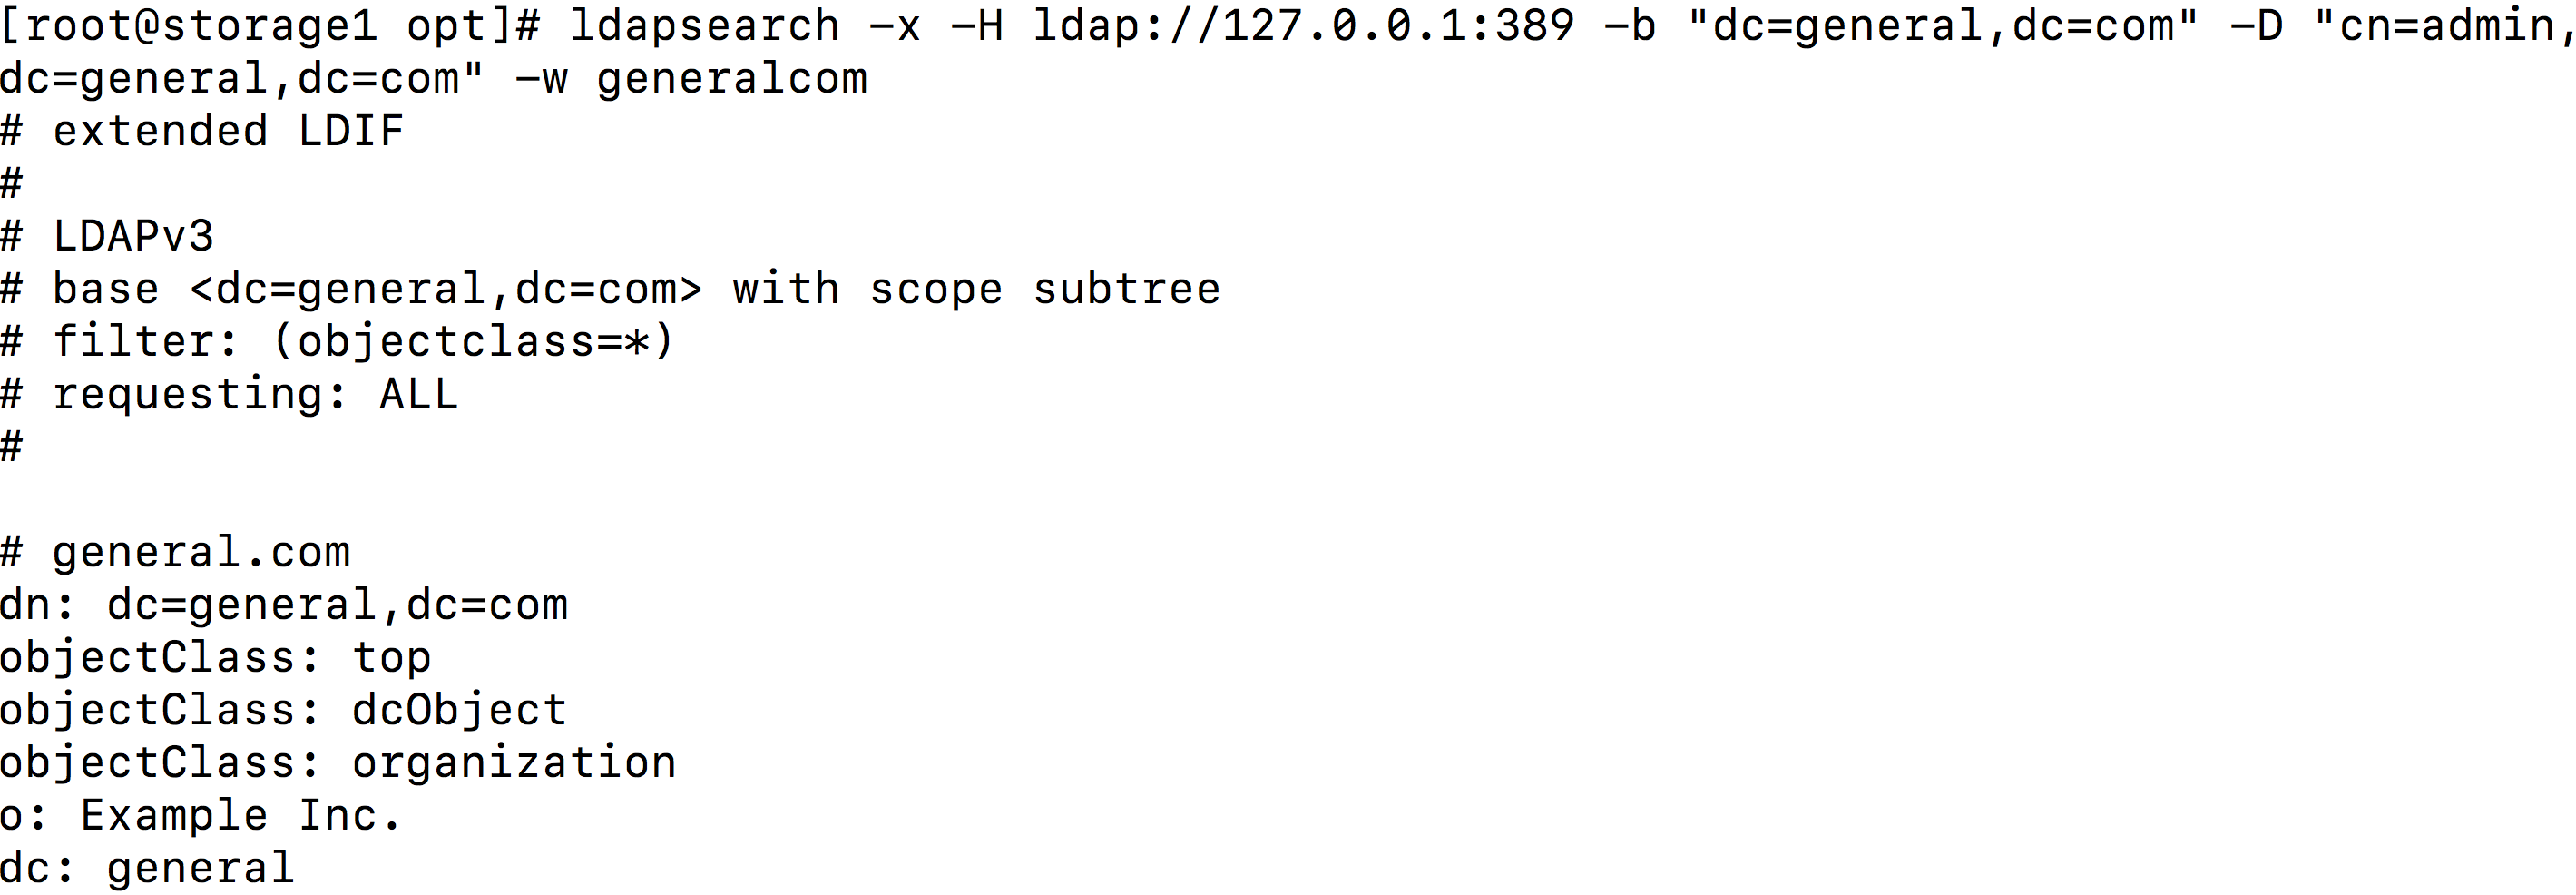 [root@storage1 opt]# ldapsearch -x -H ldap://127.0.0.1:389 -b "dc=general,dc=com" -D "cn=admin,
dc=general,dc=com" -w generalcom
# extended LDIF
#
# LDAPv3
# base <dc=general,dc=com> with scope subtree
# filter: (objectclass=*)
# requesting: ALL
#

# general.com
dn: dc=general,dc=com
objectClass: top
objectClass: dcObject
objectClass: organization
o: Example Inc.
dc: general